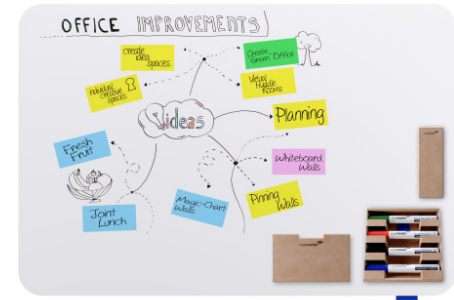 OFFICE IMPROVEMENTS
create
idea
spaces
Create
Green Office
individual
creative
spaces
Virtual
Huddle
Rooms
ideas
Planning
Fresh
Fruit
Whiteboard
Walls
Magic-Chart
Walls
Pinning
Walls
Joint
Lunch